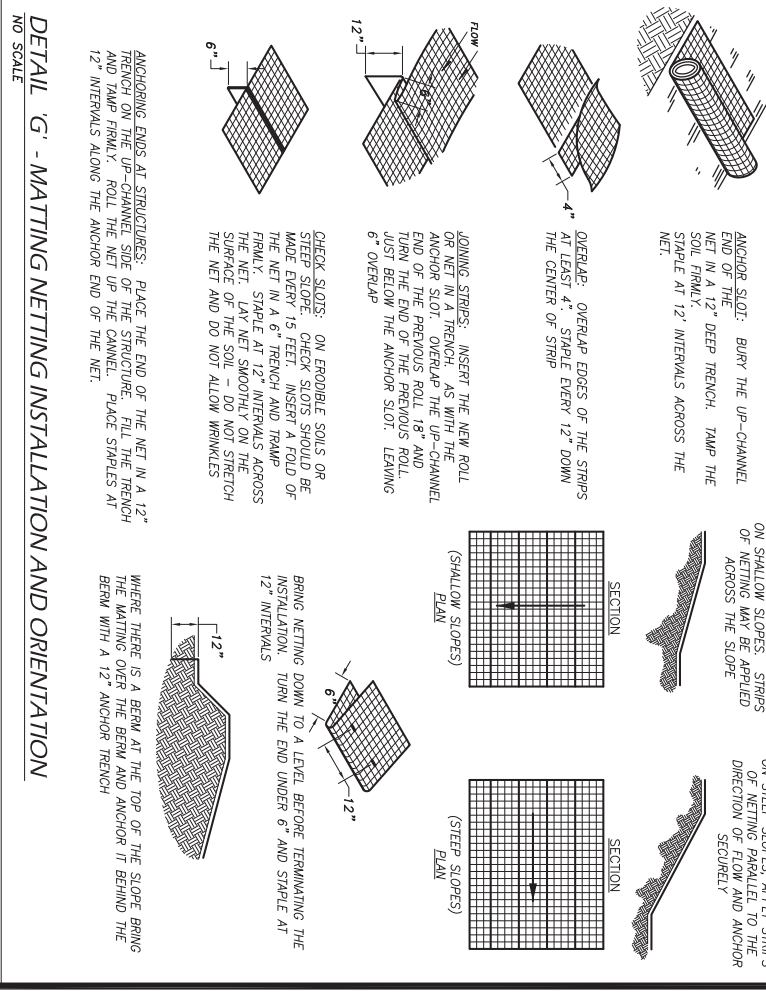 ANCHOR SLOT: BURY THE UP-CHANNEL
END OF THE
NET IN A 12" DEEP TRENCH. TAMP THE
SOIL FIRMLY.
STAPLE AT 12' INTERVALS ACROSS THE
NET.
4"
OVERLAP: OVERLAP EDGES OF THE STRIPS
AT LEAST 4". STAPLE EVERY 12" DOWN
THE CENTER OF STRIP
FLOW
12"
6"
JOINING STRIPS: INSERT THE NEW ROLL
OR NET IN A TRENCH. AS WITH THE
ANCHOR SLOT. OVERLAP THE UP-CHANNEL
END OF THE PREVIOUS ROLL 18" AND
TURN THE END OF THE PREVIOUS ROLL.
JUST BELOW THE ANCHOR SLOT. LEAVING
6" OVERLAP
6"
CHECK SLOTS: ON ERODIBLE SOILS OR
STEEP SLOPE. CHECK SLOTS SHOULD BE
MADE EVERY 15 FEET. INSERT A FOLD OF
THE NET IN A 6" TRENCH AND TRAMP
FIRMLY. STAPLE AT 12" INTERVALS ACROSS
THE NET. LAY NET SMOOTHLY ON THE
SURFACE OF THE SOIL - DO NOT STRETCH
THE NET AND DO NOT ALLOW WRINKLES
ANCHORING ENDS AT STRUCTURES: PLACE THE END OF THE NET IN A 12"
TRENCH ON THE UP-CHANNEL SIDE OF THE STRUCTURE. FILL THE TRENCH
AND TAMP FIRMLY. ROLL THE NET UP THE CANNEL. PLACE STAPLES AT
12" INTERVALS ALONG THE ANCHOR END OF THE NET.
ON SHALLOW SLOPES. STRIPS
OF NETTING MAY BE APPLIED
ACROSS THE SLOPE
SECTION
(SHALLOW SLOPES)
PLAN
ON STEEP SLOPES, APPLY STRIPS
OF NETTING PARALLEL TO THE
DIRECTION OF FLOW AND ANCHOR
SECURELY
SECTION
(STEEP SLOPES)
PLAN
6"
12"
BRING NETTING DOWN TO A LEVEL BEFORE TERMINATING THE
INSTALLATION. TURN THE END UNDER 6" AND STAPLE AT
12" INTERVALS
12"
WHERE THERE IS A BERM AT THE TOP OF THE SLOPE BRING
THE MATTING OVER THE BERM AND ANCHOR IT BEHIND THE
BERM WITH A 12" ANCHOR TRENCH
DETAIL 'G' - MATTING NETTING INSTALLATION AND ORIENTATION
NO SCALE